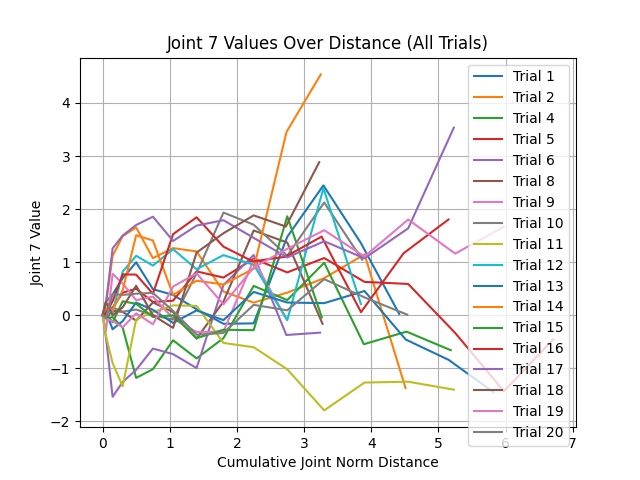 Joint 7 Values Over Distance (All Trials)
Joint 7 Value
4
3
2
1
0
−1
−2
0
1
2
3
4
5
6
7
Cumulative Joint Norm Distance
Trial 1
Trial 2
Trial 4
Trial 5
Trial 6
Trial 8
Trial 9
Trial 10
Trial 11
Trial 12
Trial 13
Trial 14
Trial 15
Trial 16
Trial 17
Trial 18
Trial 19
Trial 20